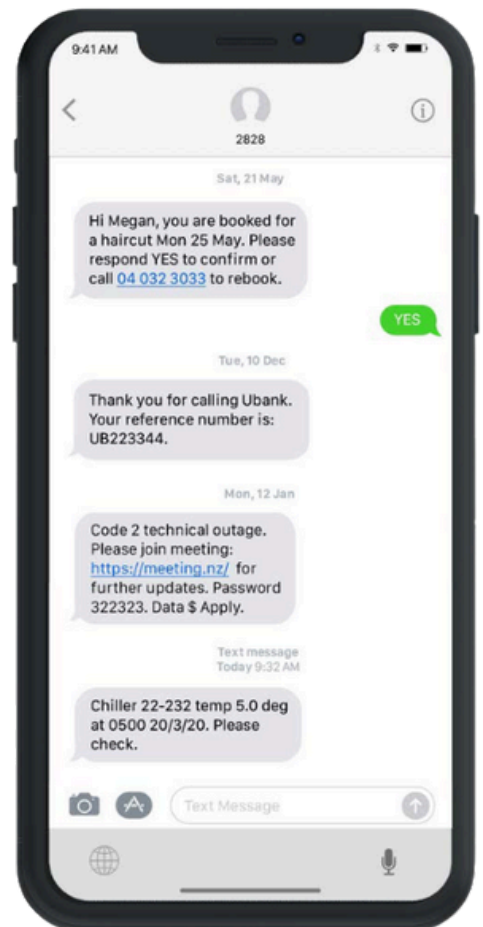 9:41 AM
2828
Sat, 21 May
Hi Megan, you are booked for
a haircut Mon 25 May. Please
respond YES to confirm or
call 04 032 3033 to rebook.
YES
Tue, 10 Dec
Thank you for calling Ubank.
Your reference number is:
UB223344.
Mon, 12 Jan
Code 2 technical outage.
Please join meeting:
https://meeting.nz/ for
further updates. Password
322323. Data $ Apply.
Text message
Today 9:32 AM
Chiller 22-232 temp 5.0 deg
at 0500 20/3/20. Please
check.
Text Message